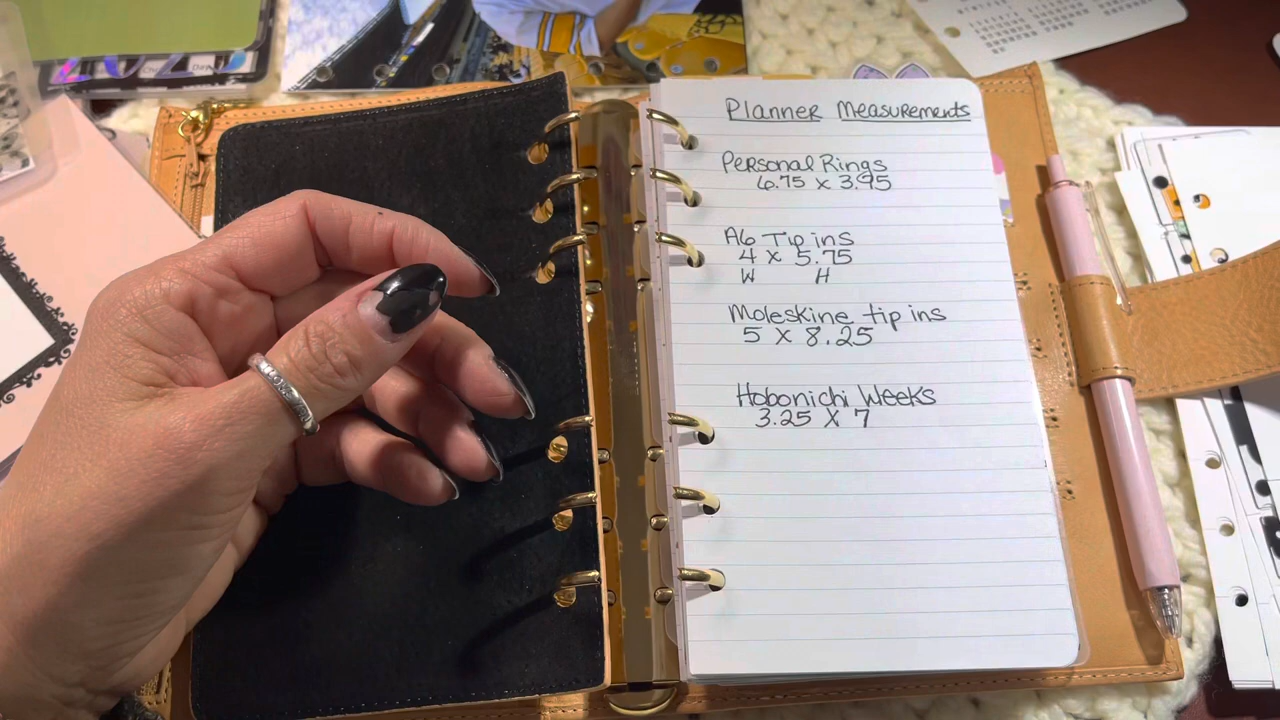 2023
Planner Measurements
Personal Rings
6.75 x 3.95
A6 Tip ins
4 x 5.75
W H
Moleskine tip ins
5 X 8.25
Hobonichi Weeks
3.25 X 7